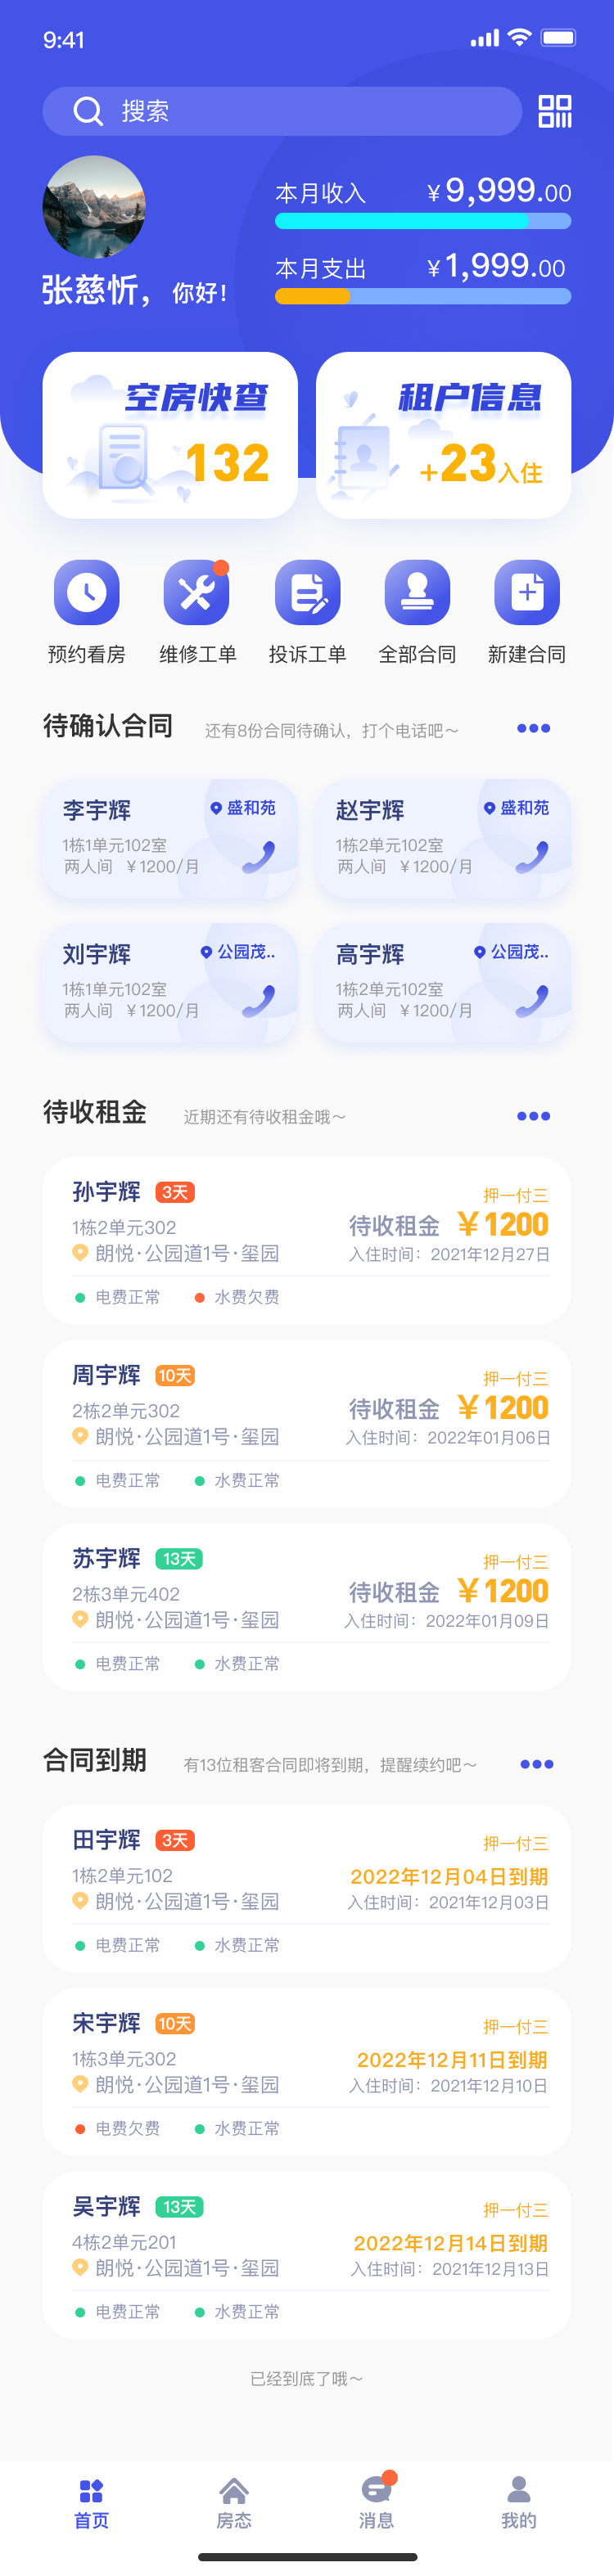 9:41
搜索
本月收入 ￥9,999.00
本月支出 ￥1,999.00
张慈忻，你好！
空房快查
132
租户信息
+23入住
预约看房 维修工单 投诉工单 全部合同 新建合同
待确认合同 还有8份合同待确认，打个电话吧～
李宇辉 盛和苑
1栋1单元102室
两人间 ￥1200/月
赵宇辉 盛和苑
1栋2单元102室
两人间 ￥1200/月
刘宇辉 公园茂..
1栋1单元102室
两人间 ￥1200/月
高宇辉 公园茂..
1栋2单元102室
两人间 ￥1200/月
待收租金 近期还有待收租金哦～
孙宇辉 3天 押一付三
1栋2单元302 待收租金 ￥1200
朗悦·公园道1号·玺园 入住时间：2021年12月27日
电费正常 水费欠费
周宇辉 10天 押一付三
2栋2单元302 待收租金 ￥1200
朗悦·公园道1号·玺园 入住时间：2022年01月06日
电费正常 水费正常
苏宇辉 13天 押一付三
2栋3单元402 待收租金 ￥1200
朗悦·公园道1号·玺园 入住时间：2022年01月09日
电费正常 水费正常
合同到期 有13位租客合同即将到期，提醒续约吧～
田宇辉 3天 押一付三
1栋2单元102 2022年12月04日到期
朗悦·公园道1号·玺园 入住时间：2021年12月03日
电费正常 水费正常
宋宇辉 10天 押一付三
1栋3单元302 2022年12月11日到期
朗悦·公园道1号·玺园 入住时间：2021年12月10日
电费欠费 水费正常
吴宇辉 13天 押一付三
4栋2单元201 2022年12月14日到期
朗悦·公园道1号·玺园 入住时间：2021年12月13日
电费正常 水费正常
已经到底了哦～
首页 房态 消息 我的